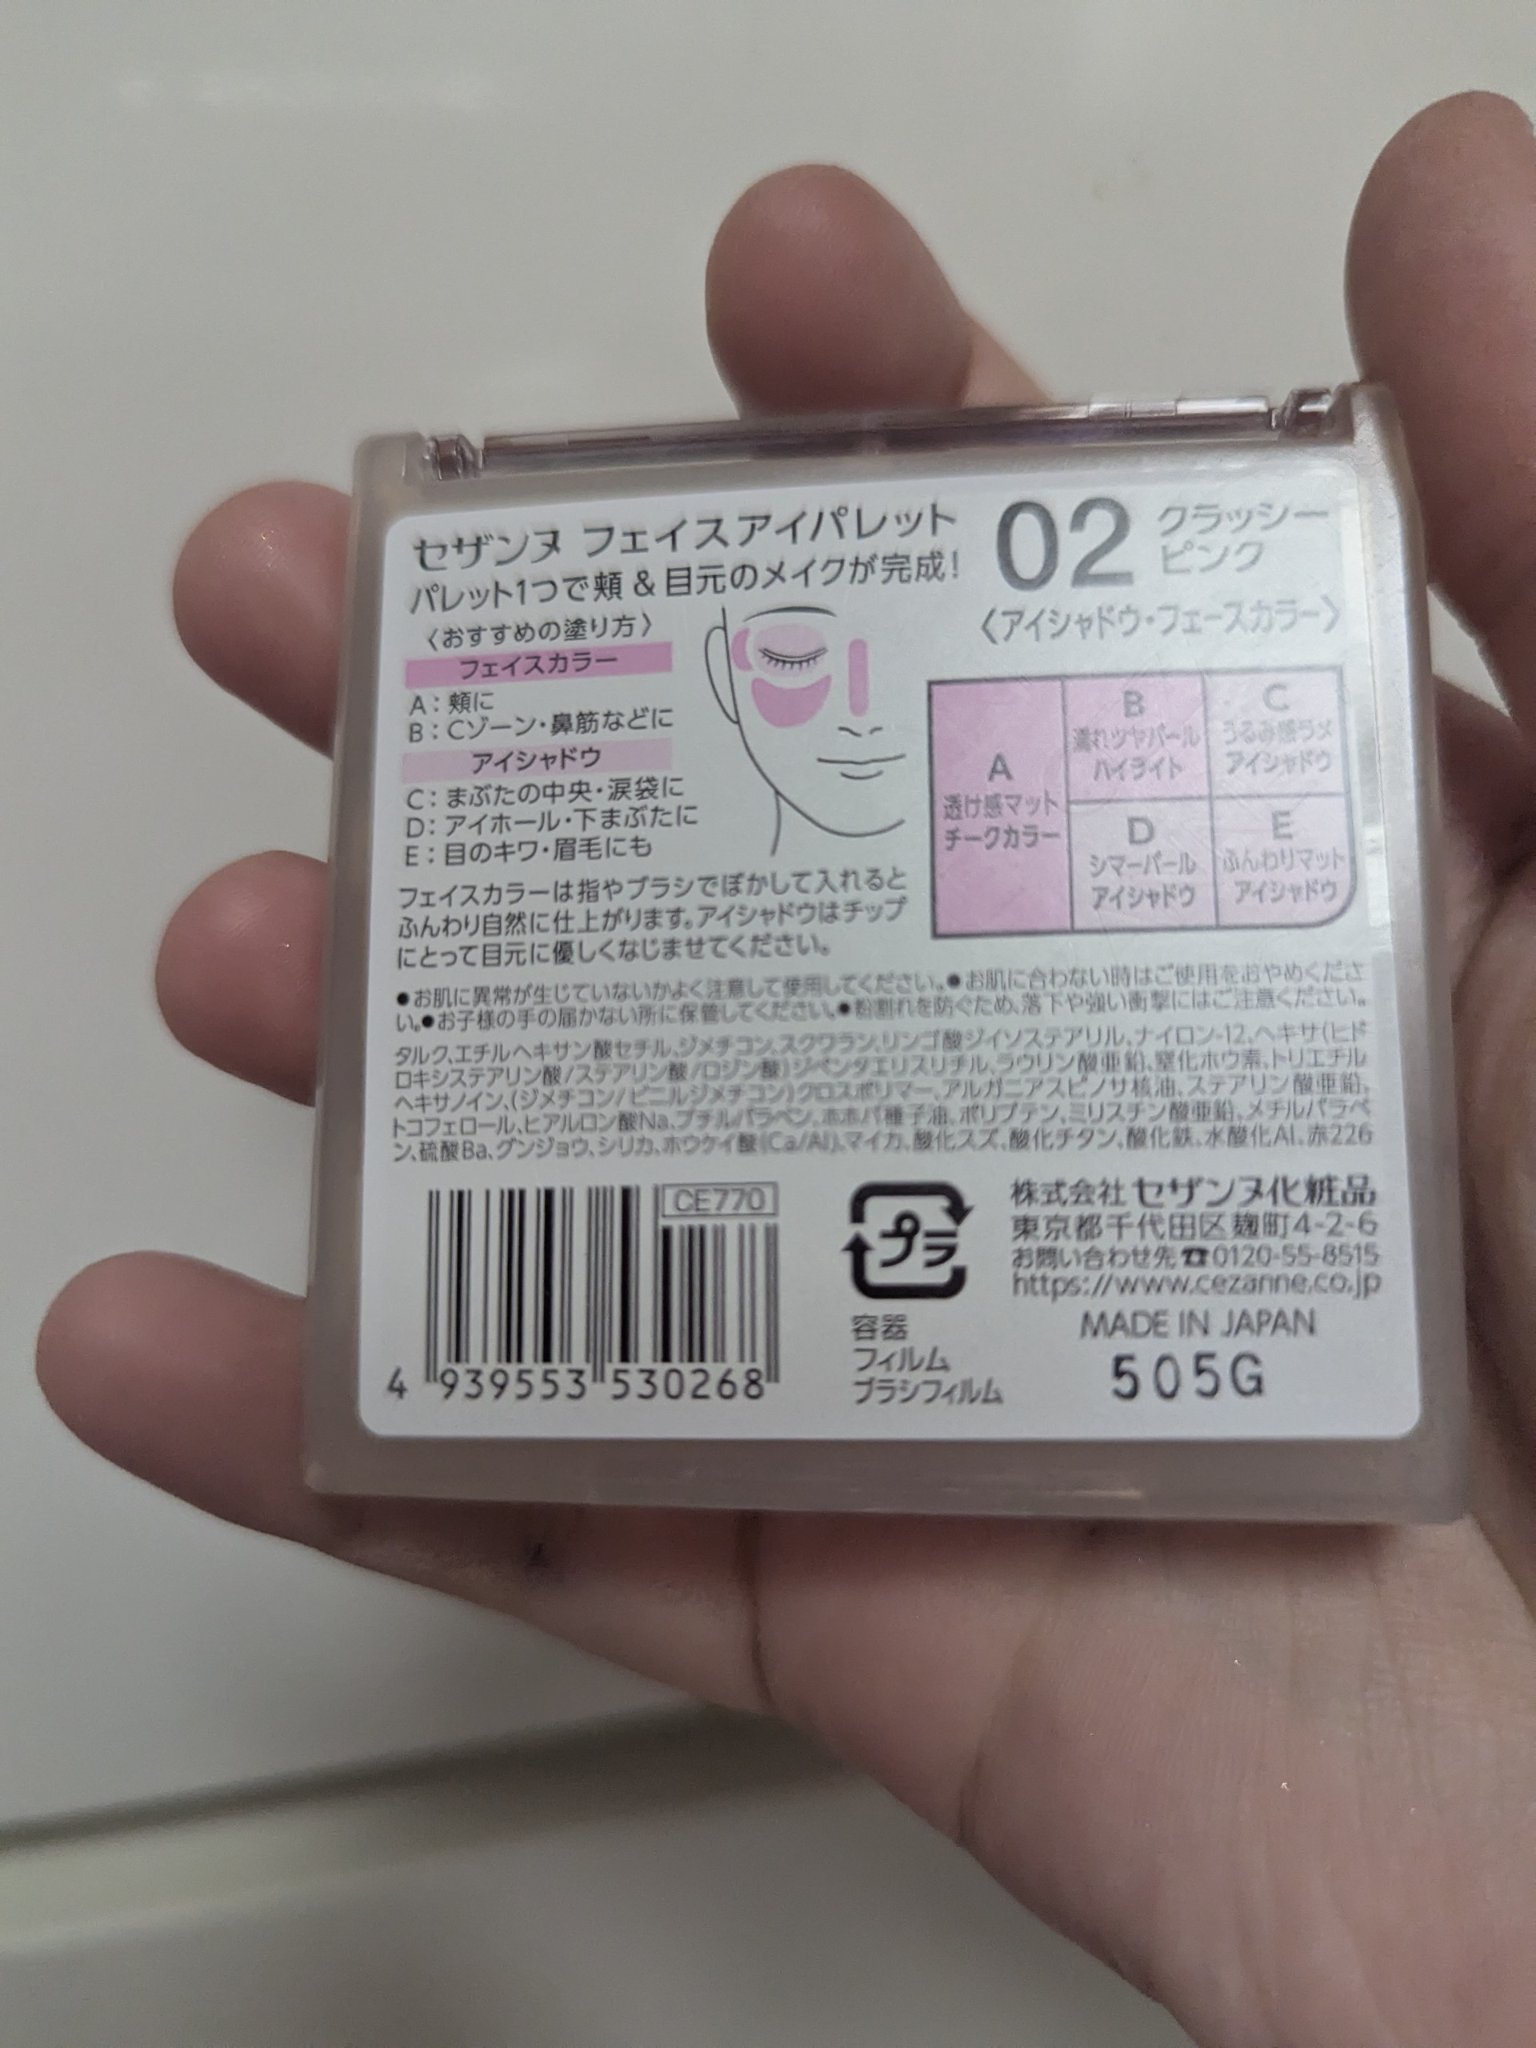 セザンヌ フェイスアイパレット
パレット1つで頬&目元のメイクが完成!
〈おすすめの塗り方〉
フェイスカラー
A:頬に
B:Cゾーン・鼻筋などに
アイシャドウ
C:まぶたの中央・涙袋に
D:アイホール・下まぶたに
E:目のキワ・眉毛にも
フェイスカラーは指やブラシでぼかして入れると
ふんわり自然に仕上がります。アイシャドウはチップ
にとって目元に優しくなじませてください。
02 クラッシー
ピンク
〈アイシャドウ・フェースカラー〉
A
透け感マット
チークカラー
B
濡れツヤパール
ハイライト
C
うるみ感ラメ
アイシャドウ
D
シマーパール
アイシャドウ
E
ふんわりマット
アイシャドウ
●お肌に異常が生じていないかよく注意して使用してください。●お肌に合わない時はご使用をおやめくださ
い。●お子様の手の届かない所に保管してください。●粉割れを防ぐため、落下や強い衝撃にはご注意ください。
タルク、エチルヘキサン酸セチル、ジメチコン、スクワラン、リンゴ酸ジイソステアリル、ナイロン-12、ヘキサ(ヒド
ロキシステアリン酸/ステアリン酸/ロジン酸)ジペンタエリスリチル、ラウリン酸亜鉛、窒化ホウ素、トリエチル
ヘキサノイン、(ジメチコン/ビニルジメチコン)クロスポリマー、アルガニアスピノサ核油、ステアリン酸亜鉛、
トコフェロール、ヒアルロン酸Na、ブチルパラベン、ホホバ種子油、ポリブテン、ミリスチン酸亜鉛、メチルパラベ
ン、硫酸Ba、グンジョウ、シリカ、ホウケイ酸(Ca/Al)、マイカ、酸化スズ、酸化チタン、酸化鉄、水酸化Al、赤226
CE770
4 939553 530268
プラ
容器
フィルム
ブラシフィルム
株式会社 セザンヌ化粧品
東京都千代田区麹町4-2-6
お問い合わせ先☎0120-55-8515
https://www.cezanne.co.jp
MADE IN JAPAN
505G